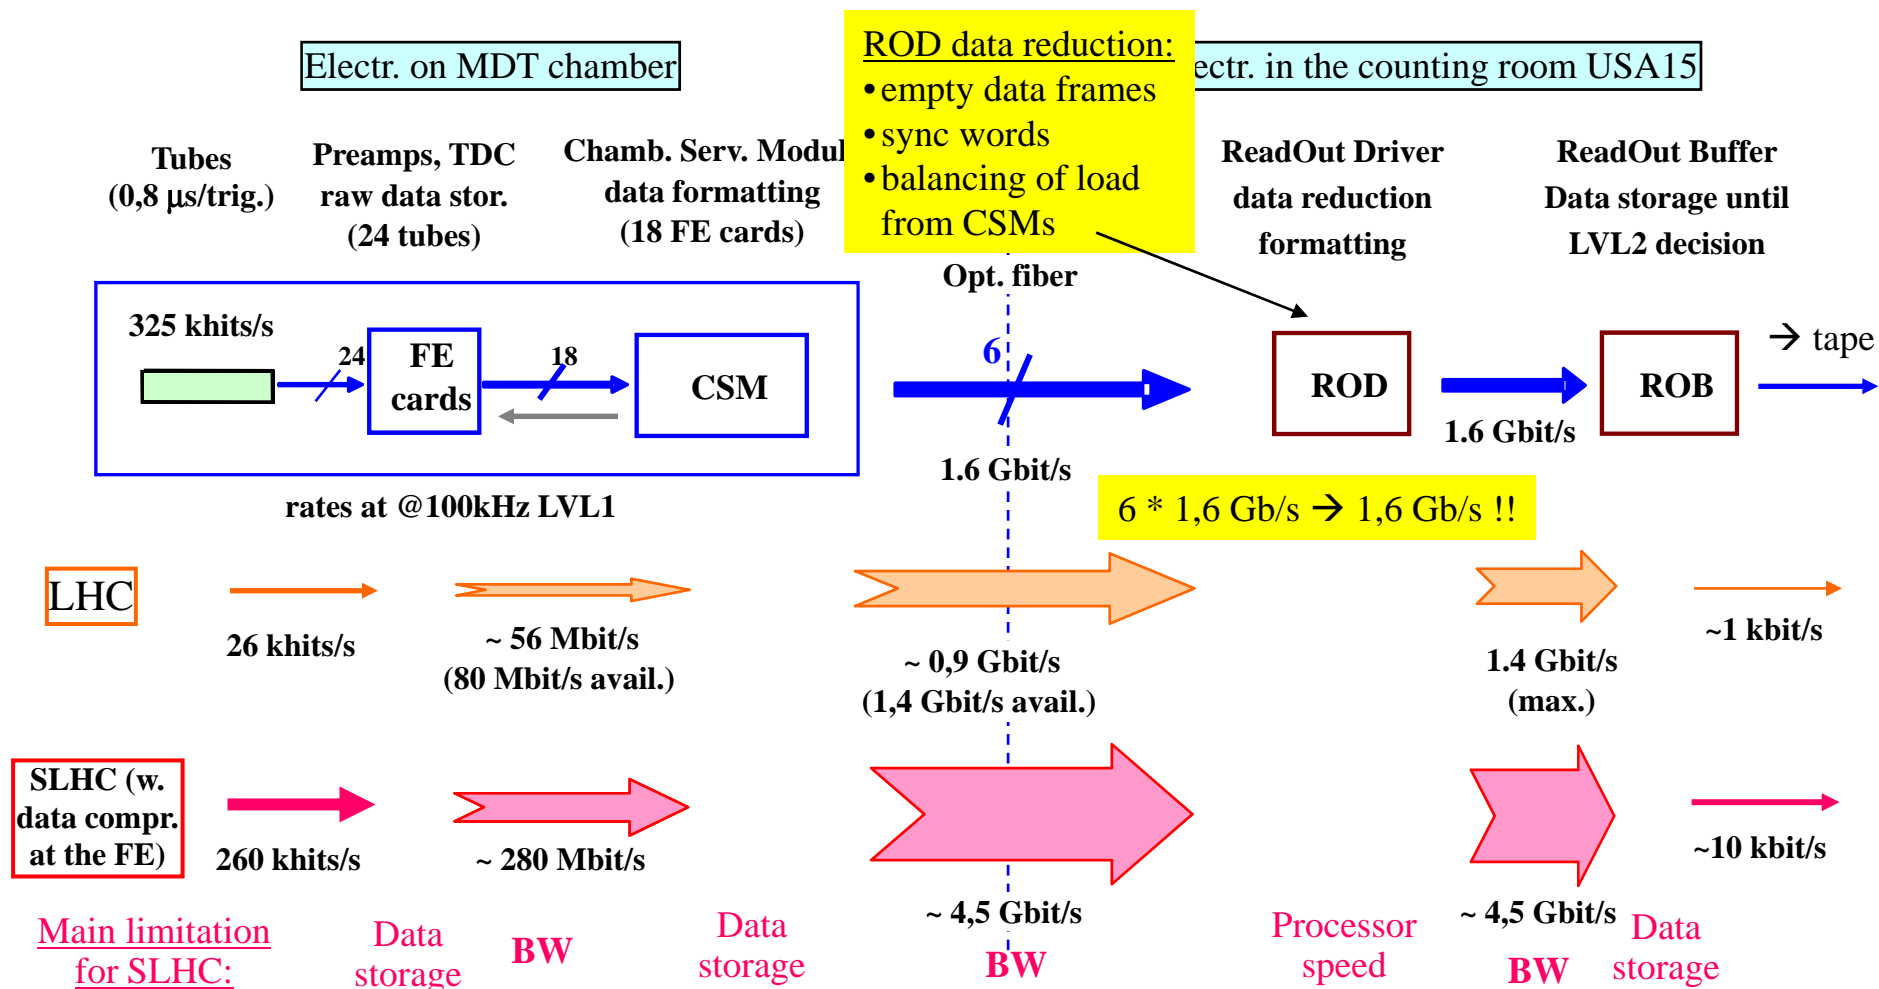 Electr. on MDT chamber
ROD data reduction:
•empty data frames
•sync words
•balancing of load
from CSMs
ectr. in the counting room USA15
Tubes
(0,8 µs/trig.)
Preamps, TDC
raw data stor.
(24 tubes)
Chamb. Serv. Modul
data formatting
(18 FE cards)
Opt. fiber
ReadOut Driver
data reduction
formatting
ReadOut Buffer
Data storage until
LVL2 decision
325 khits/s
24
FE
cards
18
CSM
6
ROD
ROB
→ tape
1.6 Gbit/s
1.6 Gbit/s
rates at @100kHz LVL1
6 * 1,6 Gb/s → 1,6 Gb/s !!
LHC
26 khits/s
~ 56 Mbit/s
(80 Mbit/s avail.)
~ 0,9 Gbit/s
(1,4 Gbit/s avail.)
1.4 Gbit/s
(max.)
~1 kbit/s
SLHC (w.
data compr.
at the FE)
260 khits/s
~ 280 Mbit/s
~ 4,5 Gbit/s
~ 4,5 Gbit/s
~10 kbit/s
Main limitation
for SLHC:
Data
storage
BW
Data
storage
BW
Processor
speed
BW
Data
storage